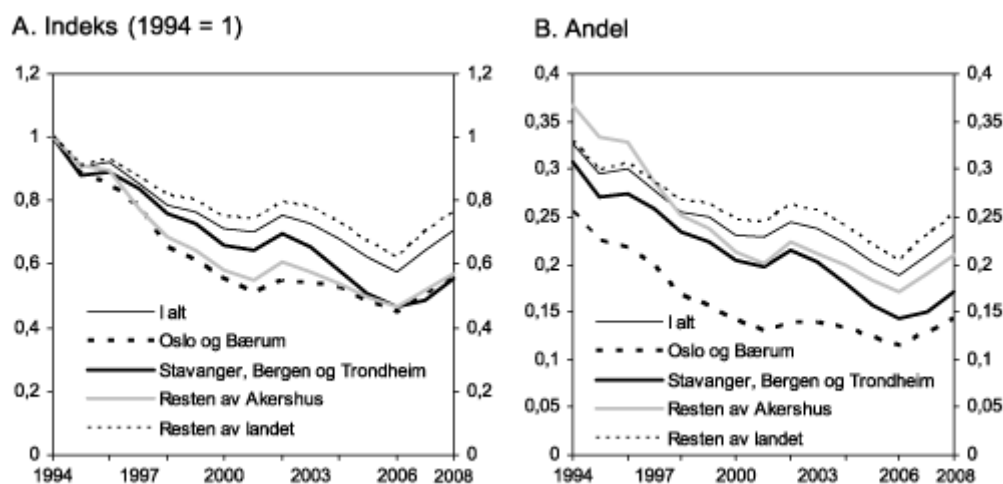 A. Indeks (1994 = 1)
1,2
1
0,8
0,6
0,4
0,2
0
1,2
1
0,8
0,6
0,4
0,2
0
I alt
Oslo og Bærum
Stavanger, Bergen og Trondheim
Resten av Akershus
Resten av landet
1994 1997 2000 2003 2006 2008
B. Andel
0,4
0,35
0,3
0,25
0,2
0,15
0,1
0,05
0
0,4
0,35
0,3
0,25
0,2
0,15
0,1
0,05
0
I alt
Oslo og Bærum
Stavanger, Bergen og Trondheim
Resten av Akershus
Resten av landet
1994 1997 2000 2003 2006 2008